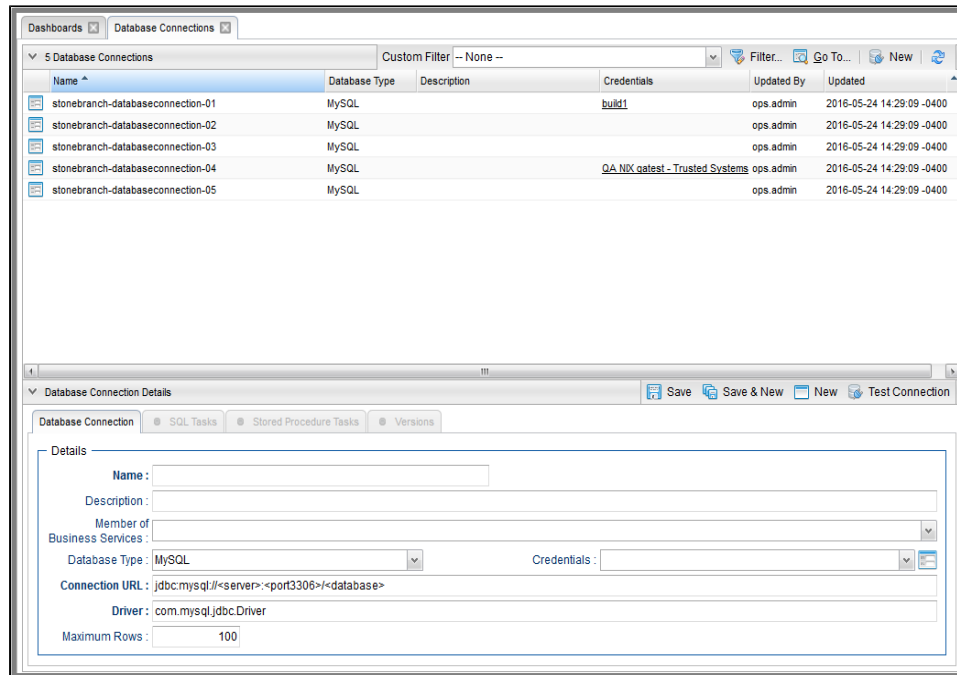 Dashboards Database Connections
5 Database Connections Custom Filter -- None -- Filter... Go To... New
Name Database Type Description Credentials Updated By Updated
stonebranch-databaseconnection-01 MySQL build1 ops.admin 2016-05-24 14:29:09 -0400
stonebranch-databaseconnection-02 MySQL ops.admin 2016-05-24 14:29:09 -0400
stonebranch-databaseconnection-03 MySQL ops.admin 2016-05-24 14:29:09 -0400
stonebranch-databaseconnection-04 MySQL QA NIX qatest - Trusted Systems ops.admin 2016-05-24 14:29:09 -0400
stonebranch-databaseconnection-05 MySQL ops.admin 2016-05-24 14:29:09 -0400
Database Connection Details Save Save & New New Test Connection
Database Connection SQL Tasks Stored Procedure Tasks Versions
Details
Name :
Description :
Member of
Business Services :
Database Type : MySQL Credentials :
Connection URL : jdbc:mysql://<server>:<port3306>/<database>
Driver : com.mysql.jdbc.Driver
Maximum Rows : 100